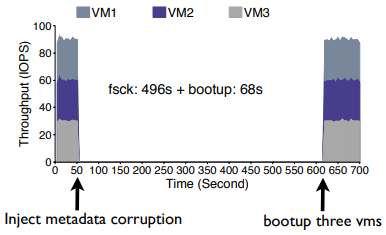 VM1 VM2 VM3
Throughput (IOPS)
100
80
60
40
20
0
fsck: 496s + bootup: 68s
0 50 100 150 200 250 300 350 400 450 500 550 600 650 700
Time (Second)
Inject metadata corruption
bootup three vms